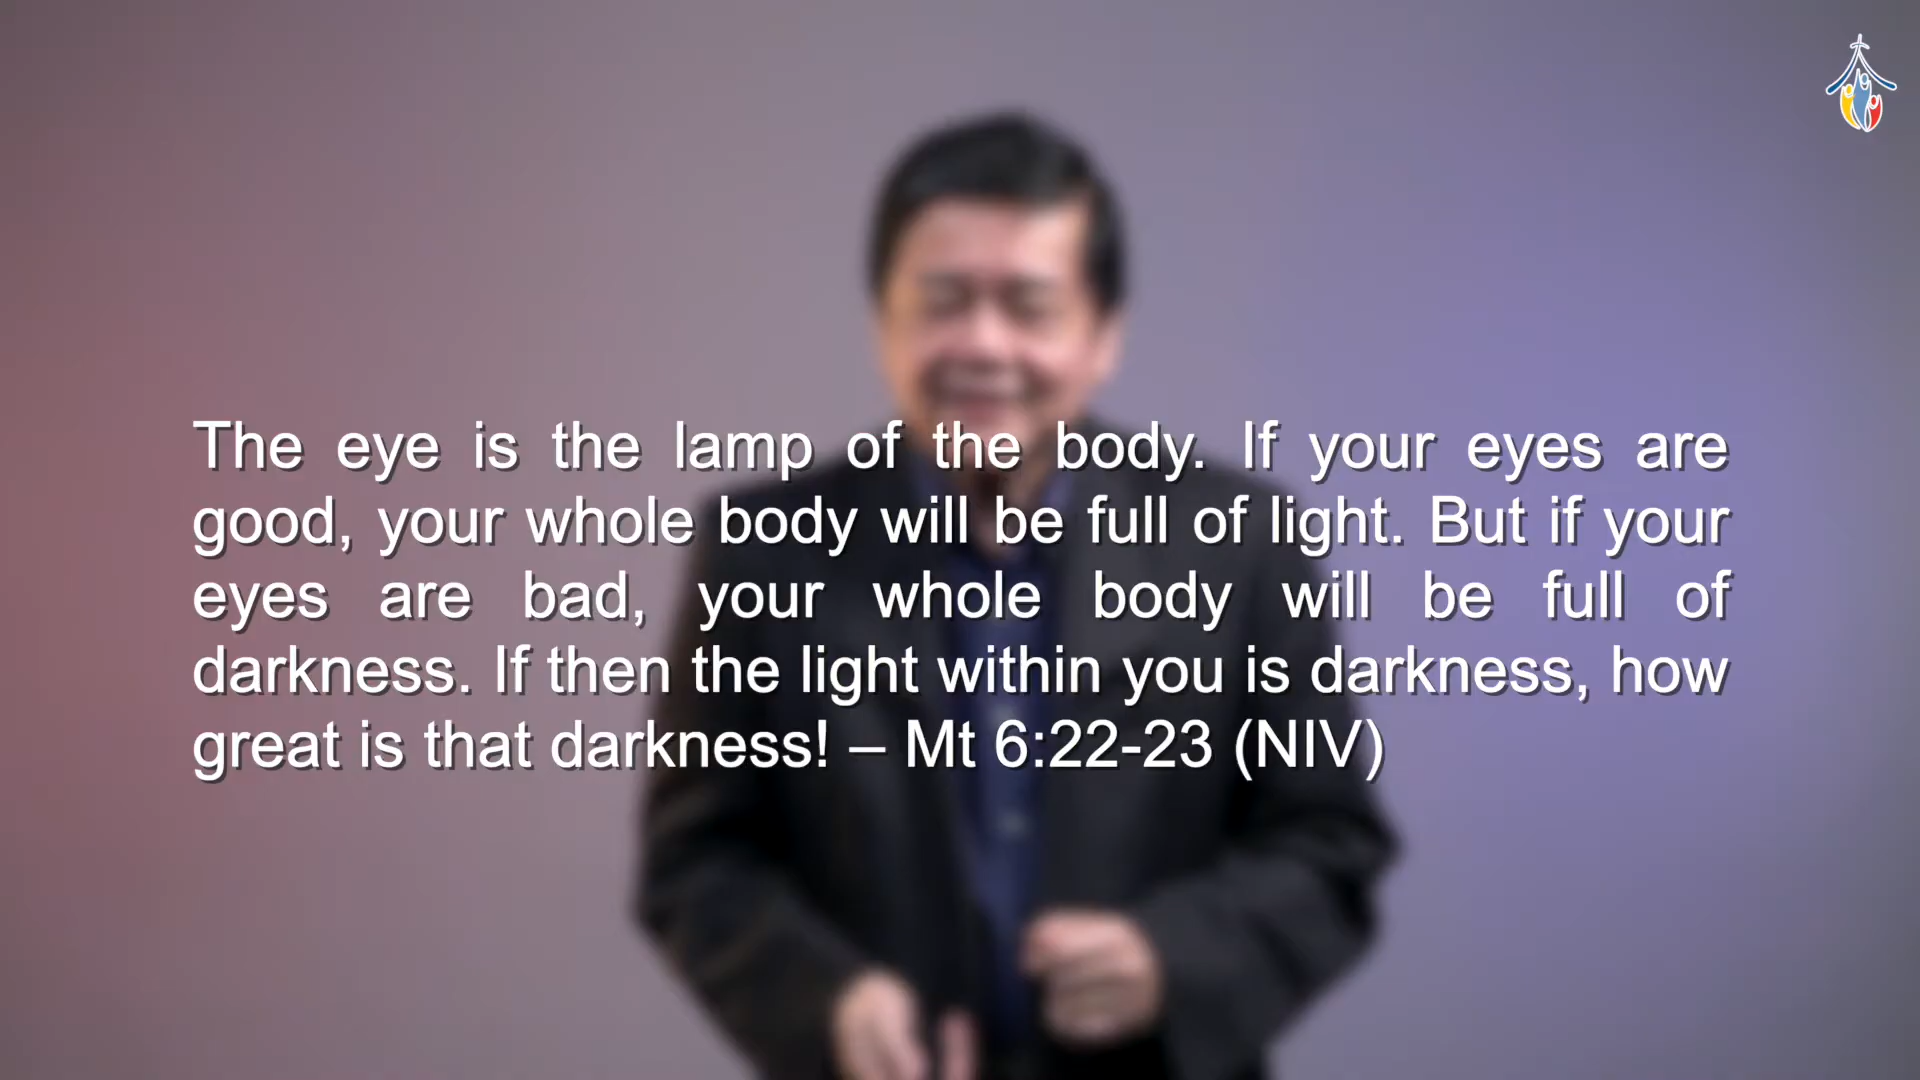 The eye is the lamp of the body. If your eyes are
good, your whole body will be full of light. But if your
eyes are bad, your whole body will be full of
darkness. If then the light within you is darkness, how
great is that darkness! – Mt 6:22-23 (NIV)